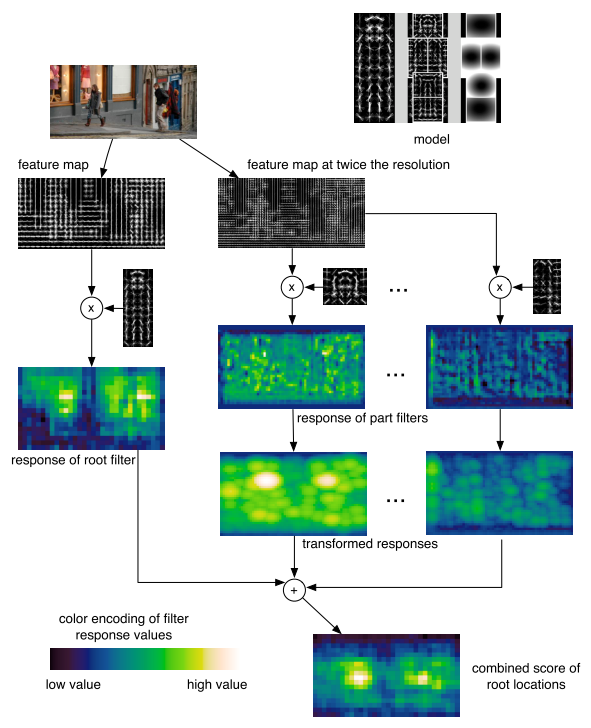 model
feature map
feature map at twice the resolution
x
x
...
x
...
response of part filters
response of root filter
...
transformed responses
+
color encoding of filter
response values
low value
high value
combined score of
root locations